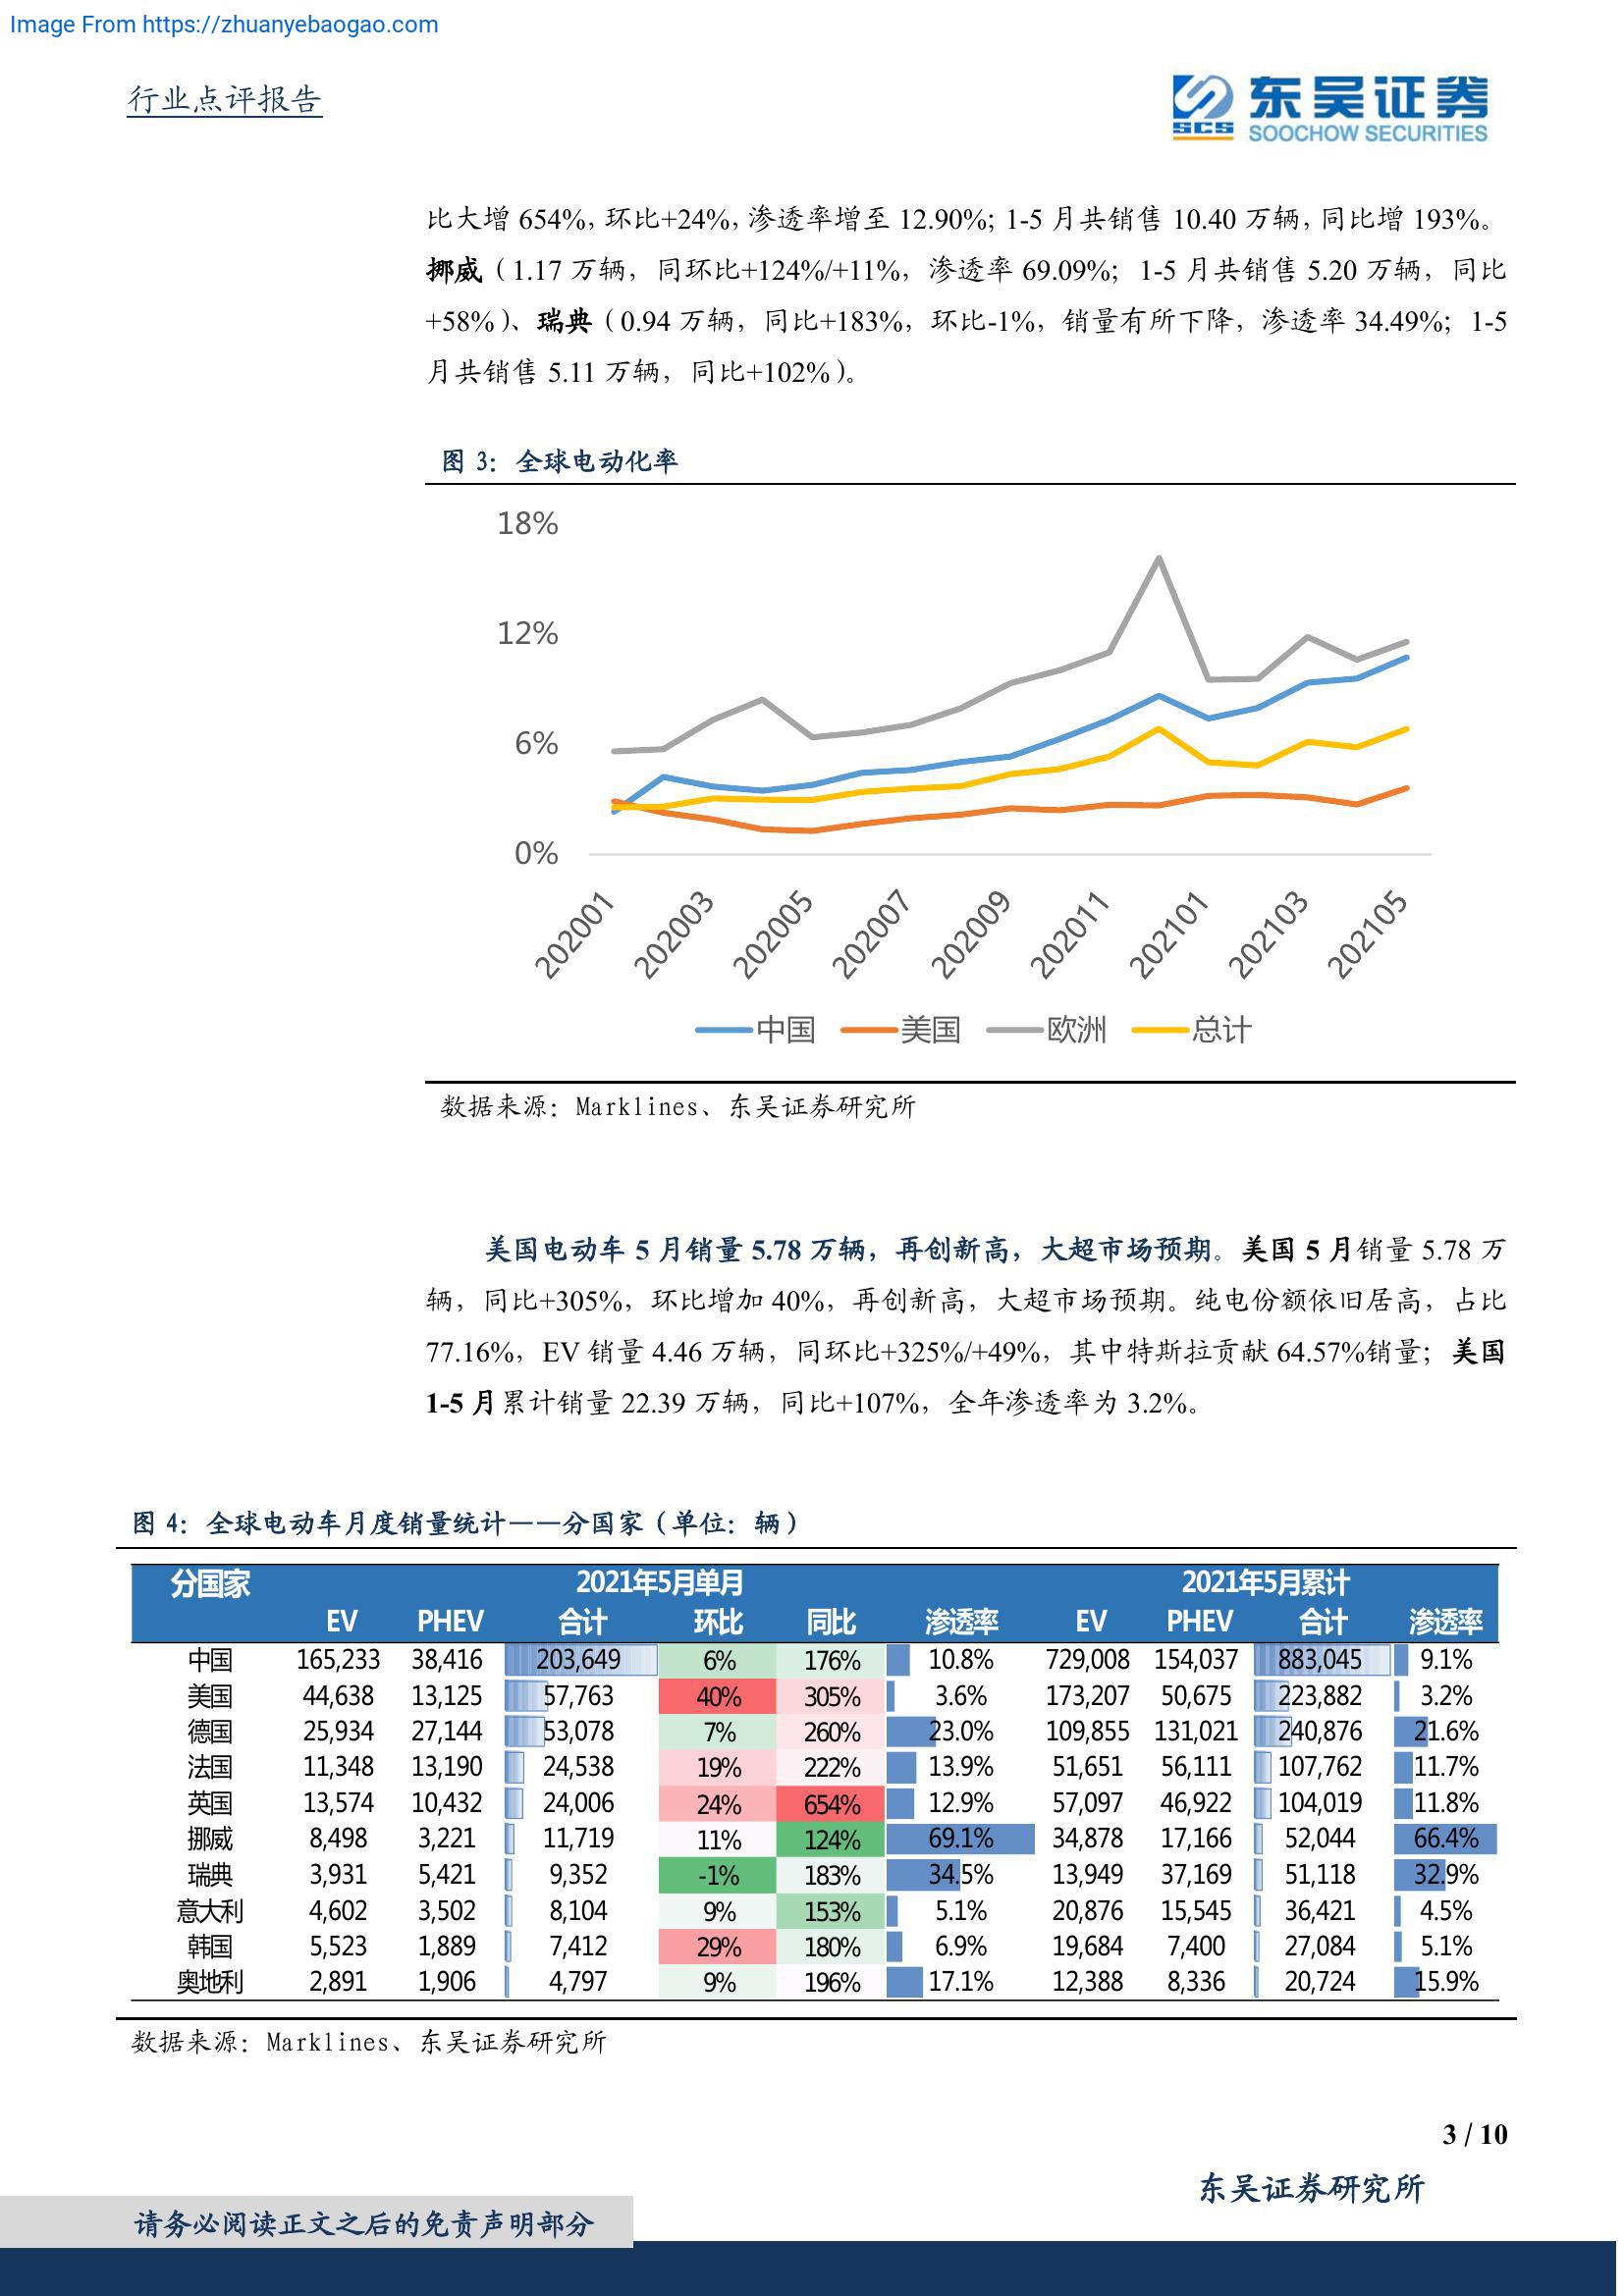 Image From https://zhuanyebaogao.com
行业点评报告
东吴证券
SCS
SOOCHOW SECURITIES
比大增 654%，环比+24%，渗透率增至 12.90%；1-5 月共销售 10.40 万辆，同比增 193%。
挪威（1.17 万辆，同环比+124%/+11%，渗透率 69.09%；1-5 月共销售 5.20 万辆，同比
+58%）、瑞典（0.94 万辆，同比+183%，环比-1%，销量有所下降，渗透率 34.49%；1-5
月共销售 5.11 万辆，同比+102%）。
图 3：全球电动化率
18%
12%
6%
0%
202001 202003 202005 202007 202009 202011 202101 202103 202105
中国 美国 欧洲 总计
数据来源：Marklines、东吴证券研究所
美国电动车 5 月销量 5.78 万辆，再创新高，大超市场预期。美国 5 月销量 5.78 万
辆，同比+305%，环比增加 40%，再创新高，大超市场预期。纯电份额依旧居高，占比
77.16%，EV 销量 4.46 万辆，同环比+325%/+49%，其中特斯拉贡献 64.57%销量；美国
1-5 月累计销量 22.39 万辆，同比+107%，全年渗透率为 3.2%。
图 4：全球电动车月度销量统计——分国家（单位：辆）
分国家 2021年5月单月 2021年5月累计
EV PHEV 合计 环比 同比 渗透率 EV PHEV 合计 渗透率
中国 165,233 38,416 203,649 6% 176% 10.8% 729,008 154,037 883,045 9.1%
美国 44,638 13,125 57,763 40% 305% 3.6% 173,207 50,675 223,882 3.2%
德国 25,934 27,144 53,078 7% 260% 23.0% 109,855 131,021 240,876 21.6%
法国 11,348 13,190 24,538 19% 222% 13.9% 51,651 56,111 107,762 11.7%
英国 13,574 10,432 24,006 24% 654% 12.9% 57,097 46,922 104,019 11.8%
挪威 8,498 3,221 11,719 11% 124% 69.1% 34,878 17,166 52,044 66.4%
瑞典 3,931 5,421 9,352 -1% 183% 34.5% 13,949 37,169 51,118 32.9%
意大利 4,602 3,502 8,104 9% 153% 5.1% 20,876 15,545 36,421 4.5%
韩国 5,523 1,889 7,412 29% 180% 6.9% 19,684 7,400 27,084 5.1%
奥地利 2,891 1,906 4,797 9% 196% 17.1% 12,388 8,336 20,724 15.9%
数据来源：Marklines、东吴证券研究所
3 / 10
东吴证券研究所
请务必阅读正文之后的免责声明部分